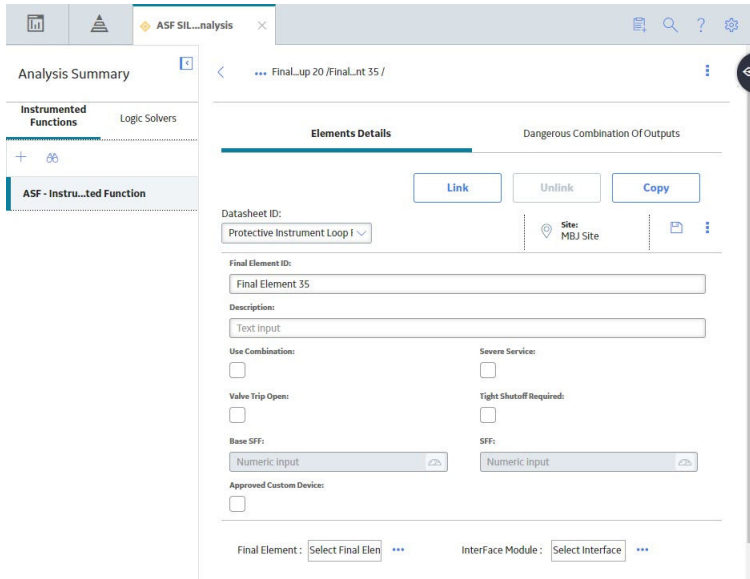 ASF SIL...nalysis
Analysis Summary
Instrumented Functions
Logic Solvers
ASF - Instru...ted Function
Final...up 20 /Final...nt 35 /
Elements Details
Dangerous Combination Of Outputs
Link
Unlink
Copy
Datasheet ID:
Protective Instrument Loop F
Site:
MBJ Site
Final Element ID:
Final Element 35
Description:
Text input
Use Combination:
Severe Service:
Valve Trip Open:
Tight Shutoff Required:
Base SFF:
SFF:
Numeric input
Numeric input
Approved Custom Device:
Final Element :
Select Final Elen
InterFace Module :
Select Interface